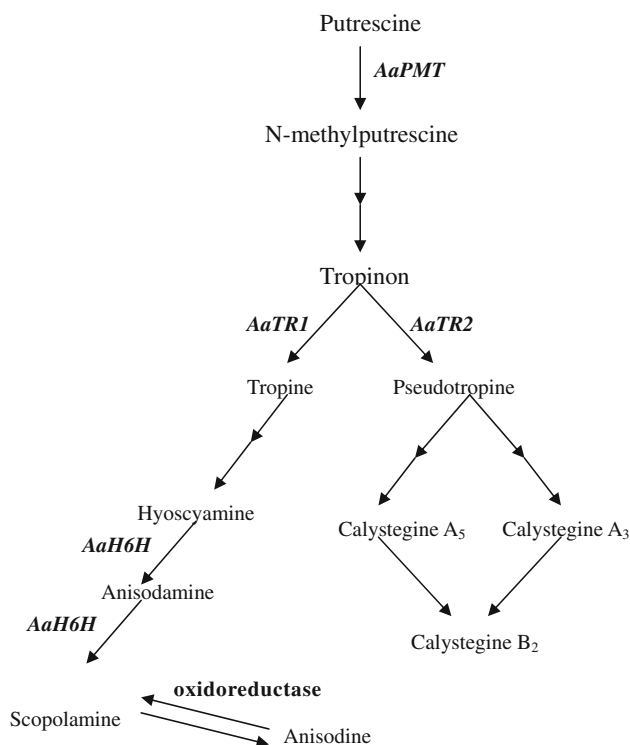 Putrescine
AaPMT
N-methylputrescine
Tropinon
AaTR1 AaTR2
Tropine Pseudotropine
Hyoscyamine Calystegine A₅ Calystegine A₃
AaH6H
Anisodamine
AaH6H
Calystegine B₂
oxidoreductase
Scopolamine
Anisodine